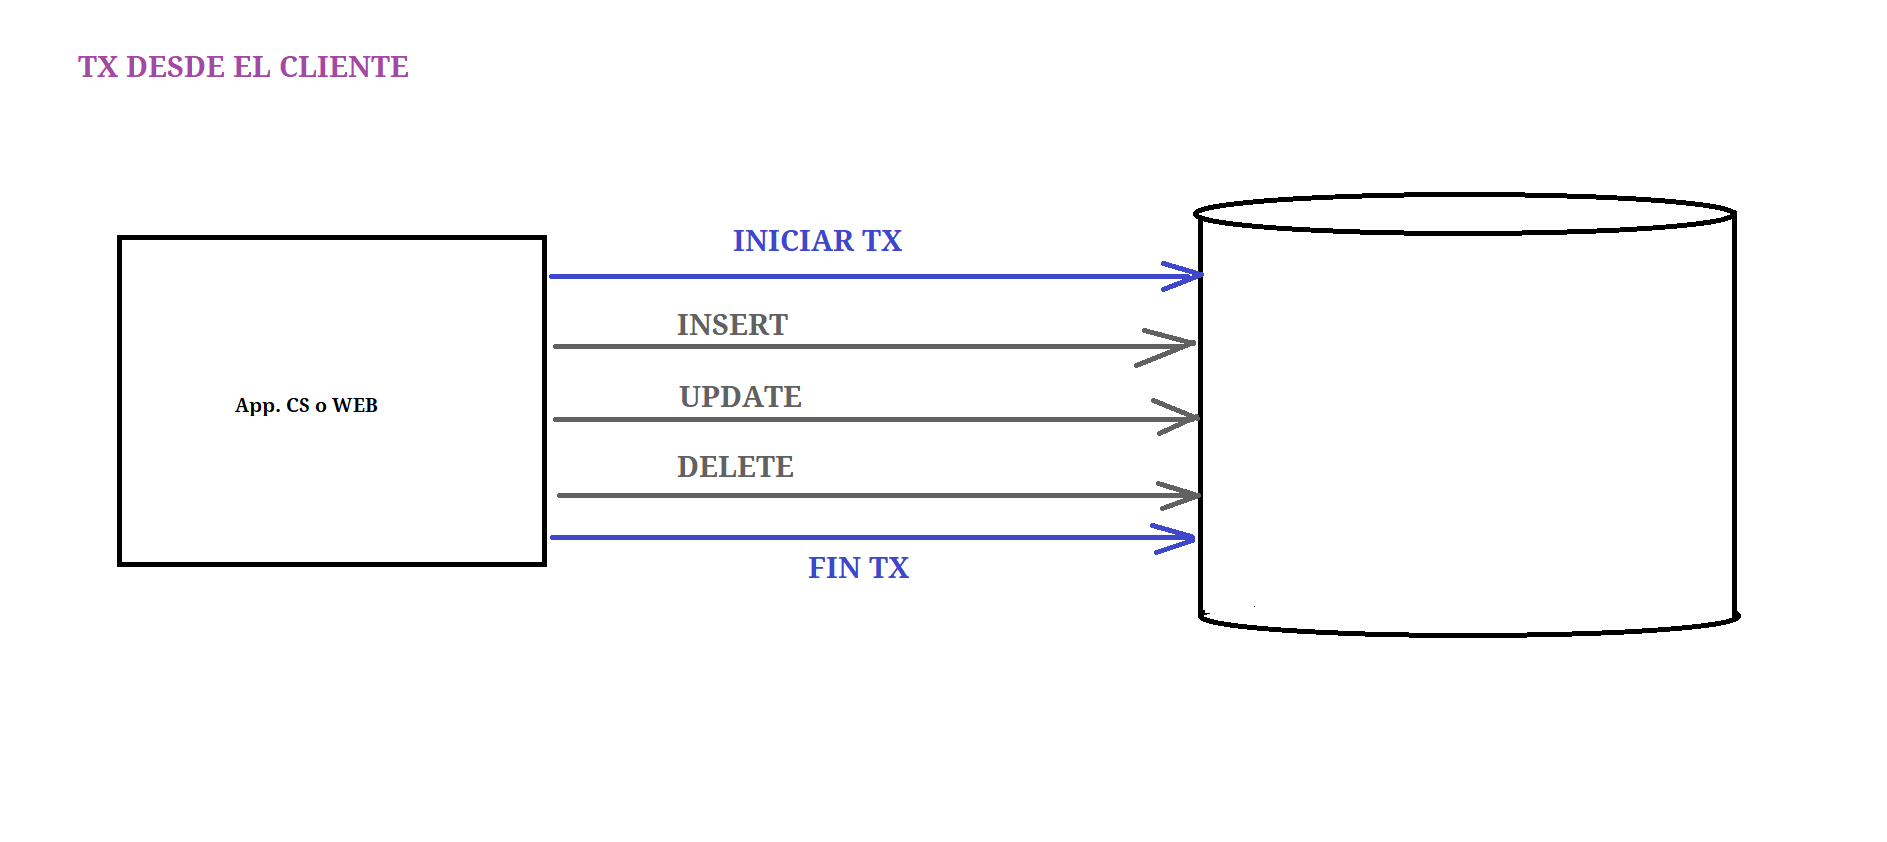 TX DESDE EL CLIENTE
INICIAR TX
INSERT
UPDATE
App. CS o WEB
DELETE
FIN TX